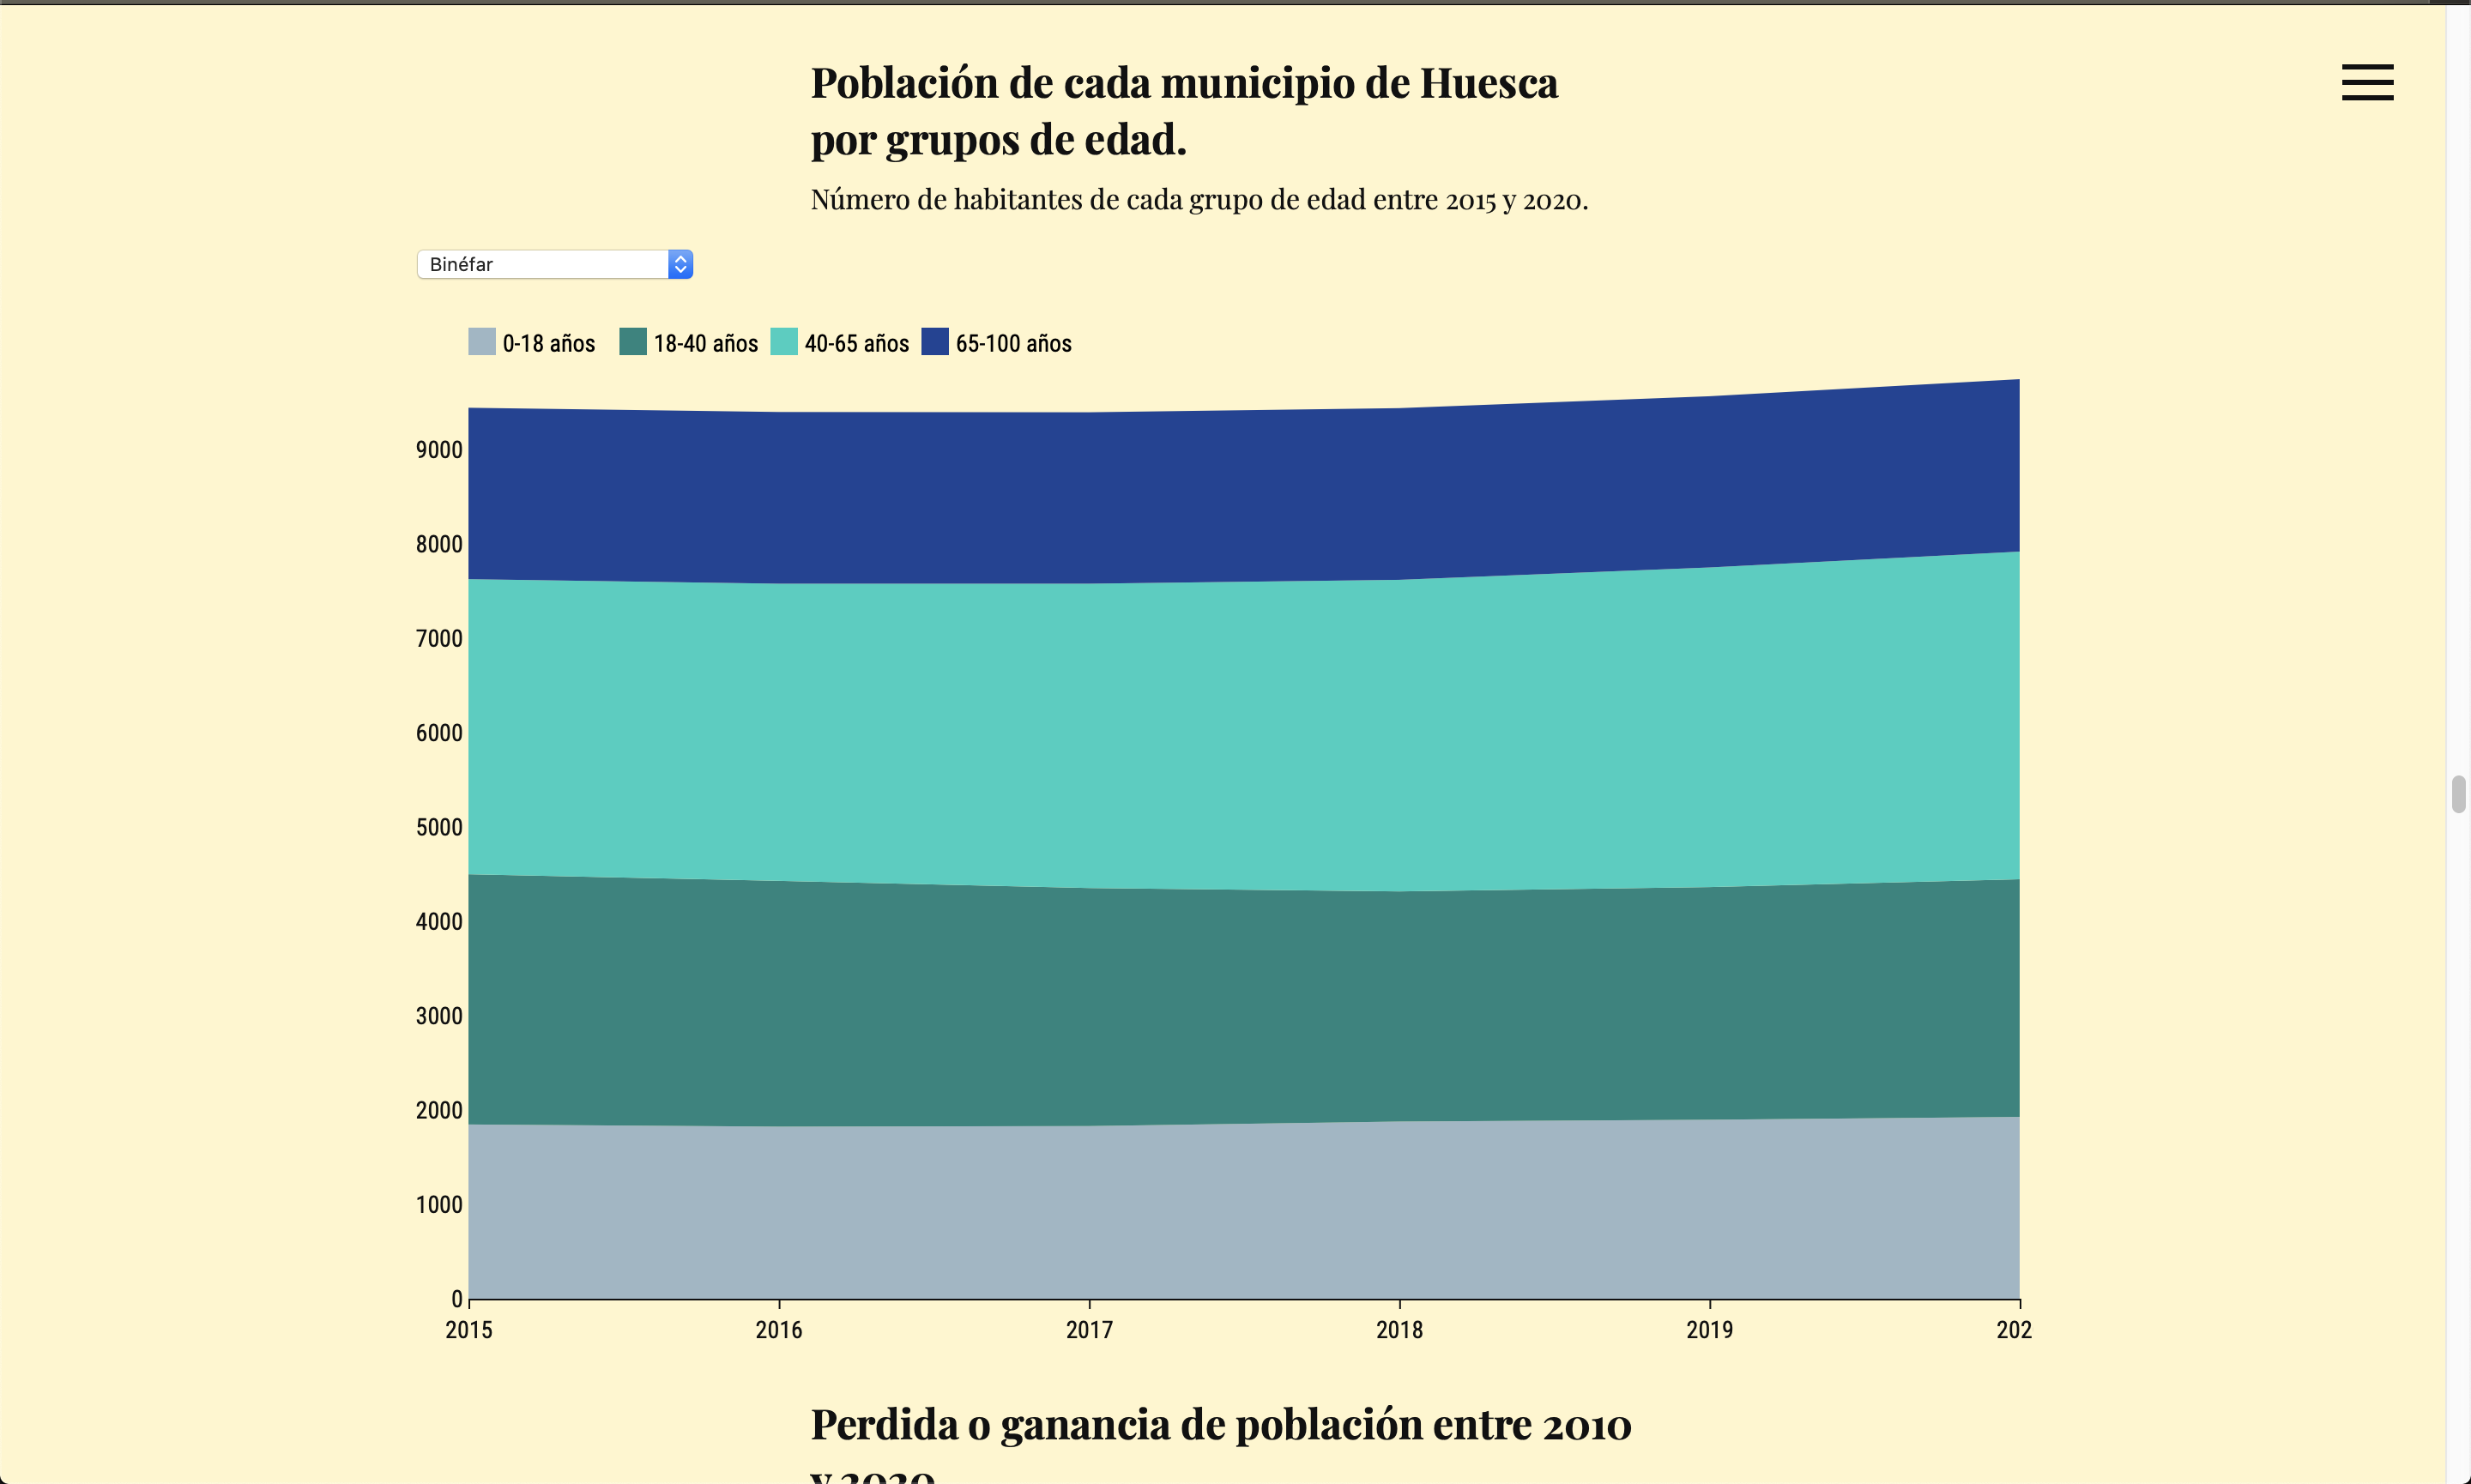 Población de cada municipio de Huesca
por grupos de edad.
Número de habitantes de cada grupo de edad entre 2015 y 2020.
Binéfar
0-18 años 18-40 años 40-65 años 65-100 años
9000
8000
7000
6000
5000
4000
3000
2000
1000
0
2015 2016 2017 2018 2019 202
Perdida o ganancia de población entre 2010
y 2020